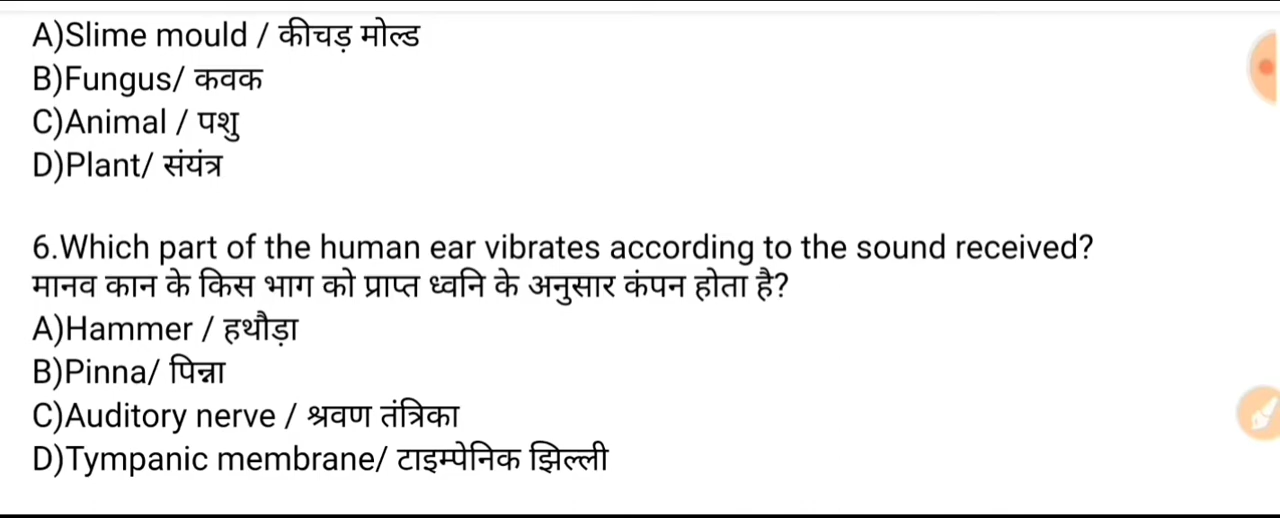 A)Slime mould / कीचड़ मोल्ड
B)Fungus/ कवक
C)Animal / पशु
D)Plant/ संयंत्र
6.Which part of the human ear vibrates according to the sound received?
मानव कान के किस भाग को प्राप्त ध्वनि के अनुसार कंपन होता है?
A)Hammer / हथौड़ा
B)Pinna/ पिन्ना
C)Auditory nerve / श्रवण तंत्रिका
D)Tympanic membrane/ टाइम्पेनिक झिल्ली